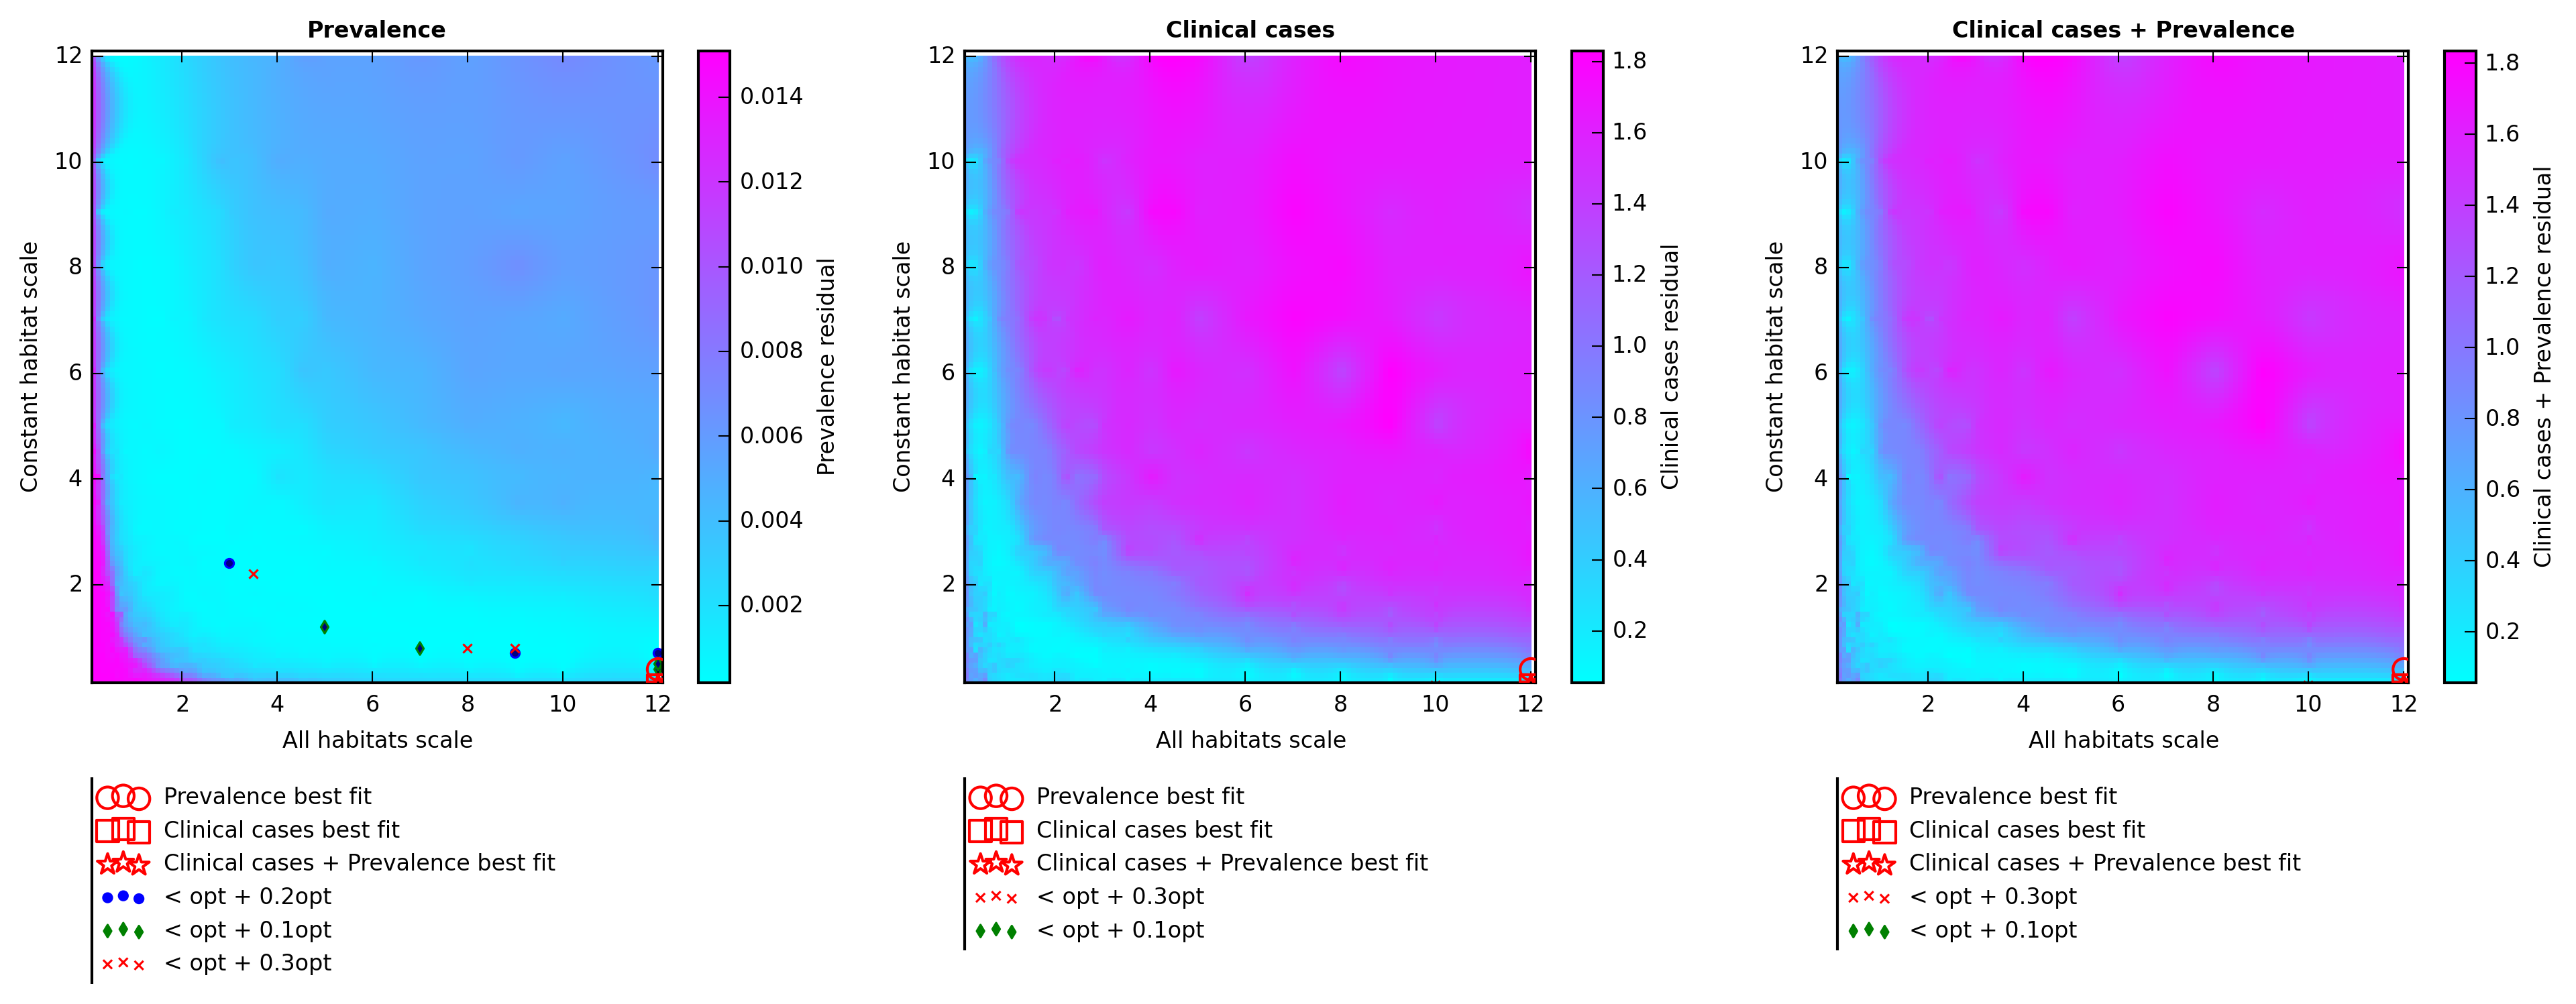 Prevalence
12
10
8
6
4
2
2 4 6 8 10 12
Constant habitat scale
All habitats scale
0.014
0.012
0.010
0.008
0.006
0.004
0.002
Prevalence residual
Prevalence best fit
Clinical cases best fit
Clinical cases + Prevalence best fit
< opt + 0.2opt
< opt + 0.1opt
< opt + 0.3opt
Clinical cases
12
10
8
6
4
2
2 4 6 8 10 12
Constant habitat scale
All habitats scale
1.8
1.6
1.4
1.2
1.0
0.8
0.6
0.4
0.2
Clinical cases residual
Prevalence best fit
Clinical cases best fit
Clinical cases + Prevalence best fit
< opt + 0.3opt
< opt + 0.1opt
Clinical cases + Prevalence
12
10
8
6
4
2
2 4 6 8 10 12
Constant habitat scale
All habitats scale
1.8
1.6
1.4
1.2
1.0
0.8
0.6
0.4
0.2
Clinical cases + Prevalence residual
Prevalence best fit
Clinical cases best fit
Clinical cases + Prevalence best fit
< opt + 0.3opt
< opt + 0.1opt